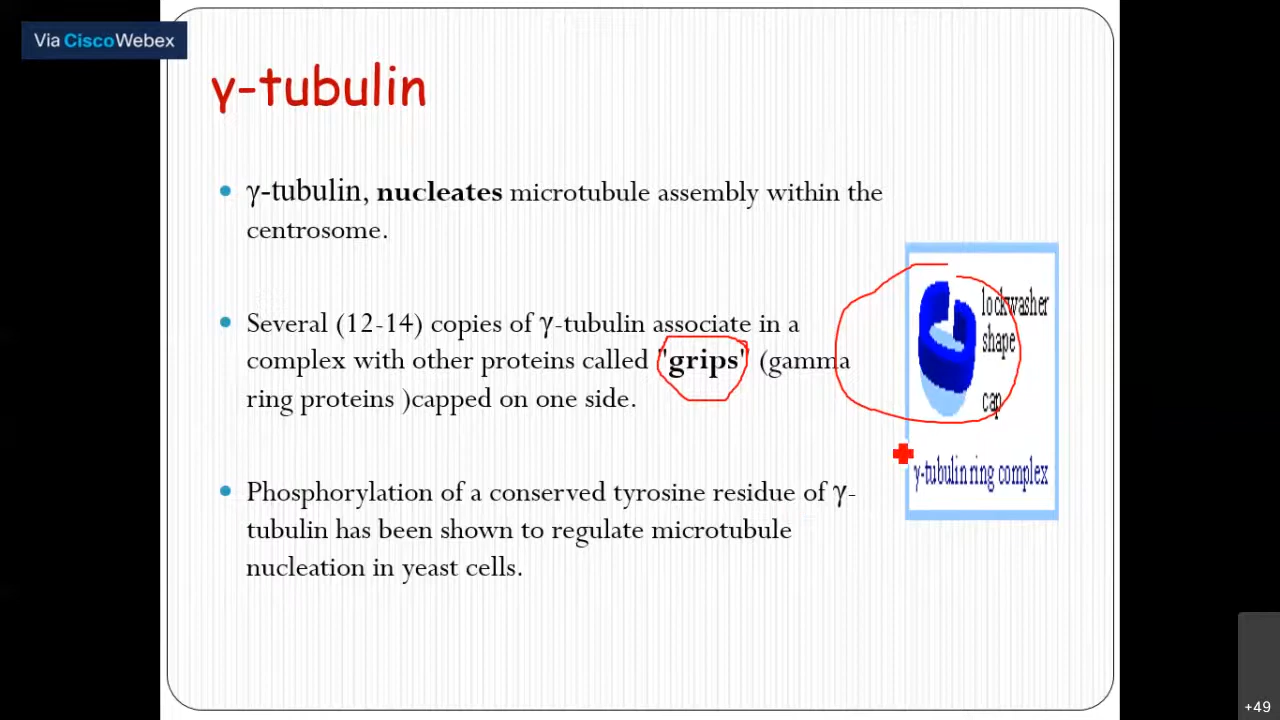 Via CiscoWebex
γ-tubulin
γ-tubulin, nucleates microtubule assembly within the
centrosome.
Several (12-14) copies of γ-tubulin associate in a
complex with other proteins called "grips" (gamma
ring proteins )capped on one side.
lockwasher
shape
cap
γ-tubulin ring complex
Phosphorylation of a conserved tyrosine residue of γ-
tubulin has been shown to regulate microtubule
nucleation in yeast cells.
+49